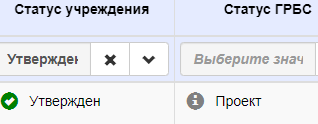 Статус учреждения Статус ГРБС
Утвержден Выберите знач
Утвержден Проект